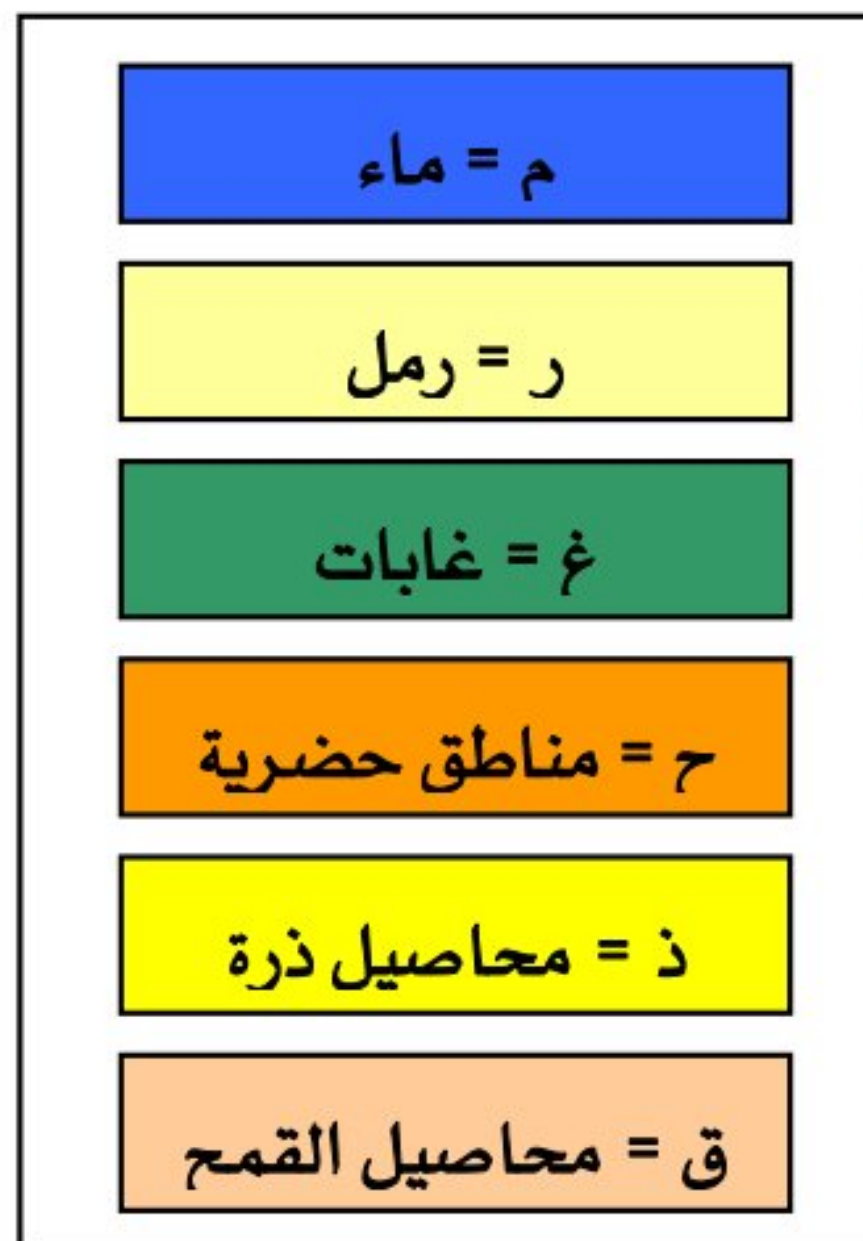 م = ماء
ر = رمل
غ = غابات
ح = مناطق حضرية
ذ = محاصيل ذرة
ق = محاصيل القمح